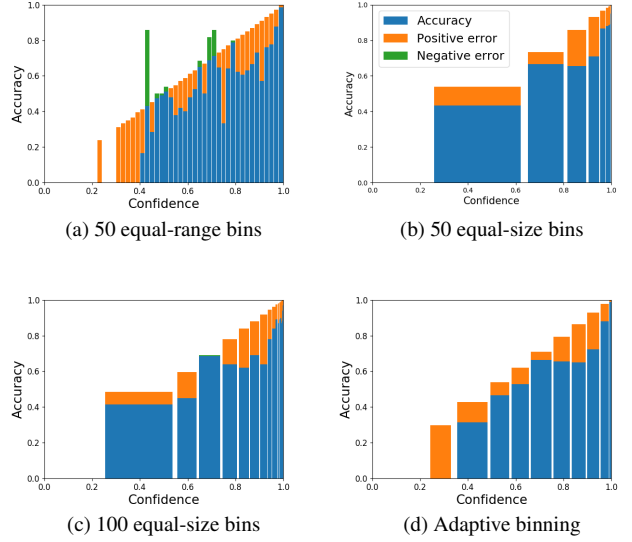 1.0
0.8
0.6
0.4
0.2
0.0
Accuracy
0.0 0.2 0.4 0.6 0.8 1.0
Confidence
(a) 50 equal-range bins
1.0
0.8
0.6
0.4
0.2
0.0
Accuracy
Accuracy
Positive error
Negative error
0.0 0.2 0.4 0.6 0.8 1.0
Confidence
(b) 50 equal-size bins
1.0
0.8
0.6
0.4
0.2
0.0
Accuracy
0.0 0.2 0.4 0.6 0.8 1.0
Confidence
(c) 100 equal-size bins
1.0
0.8
0.6
0.4
0.2
0.0
Accuracy
0.0 0.2 0.4 0.6 0.8 1.0
Confidence
(d) Adaptive binning